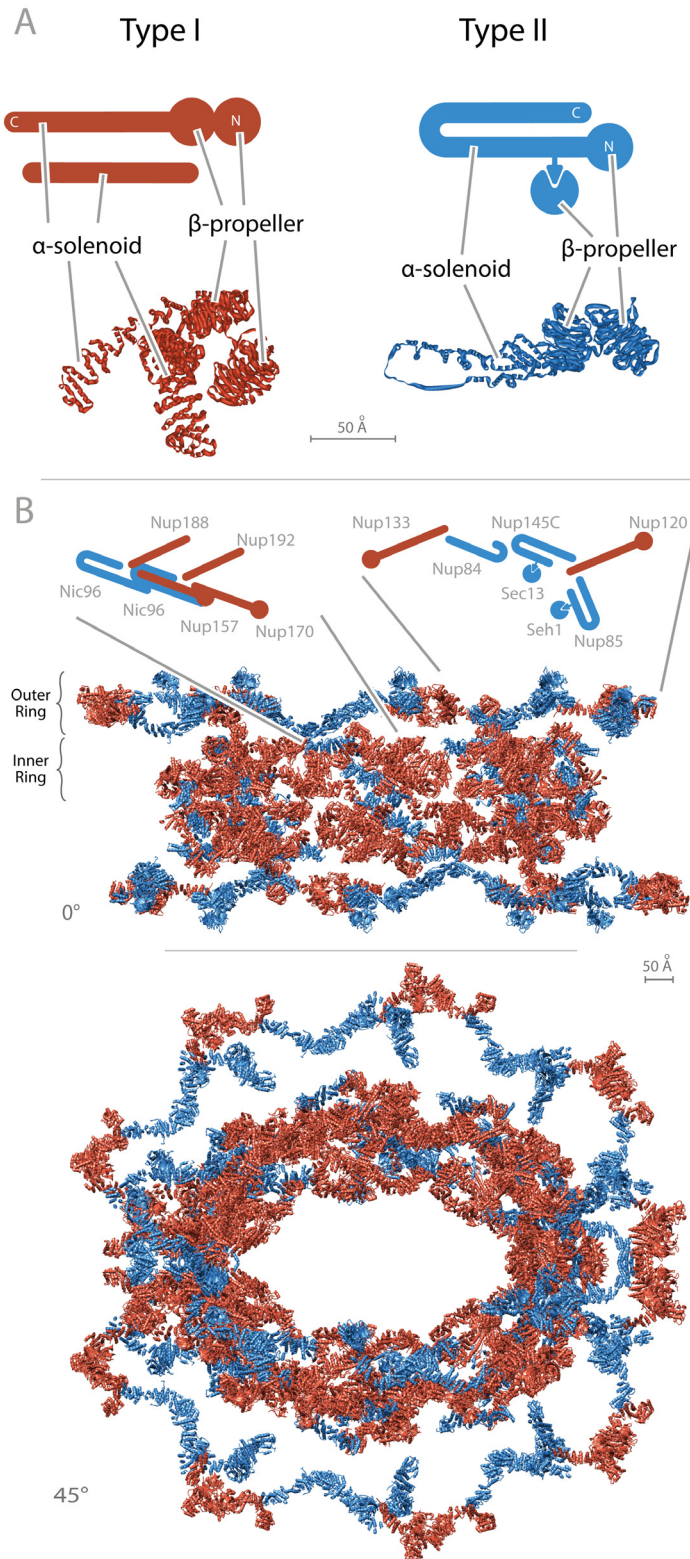 A
Type I
Type II
C
N
C
N
β-propeller
α-solenoid
β-propeller
α-solenoid
50 Å
B
Nup188
Nup192
Nic96
Nic96
Nup157
Nup170
Nup133
Nup145C
Nup120
Nup84
Sec13
Seh1
Nup85
Outer
Ring
Inner
Ring
0°
50 Å
45°